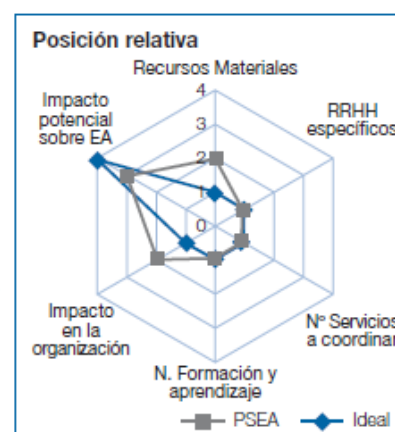 Posición relativa
Recursos Materiales
Impacto
potencial
sobre EA
RRHH
específicos
4
3
2
1
0
Impacto
en la
organización
Nº Servicios
a coordinar
N. Formación y
aprendizaje
PSEA
Ideal